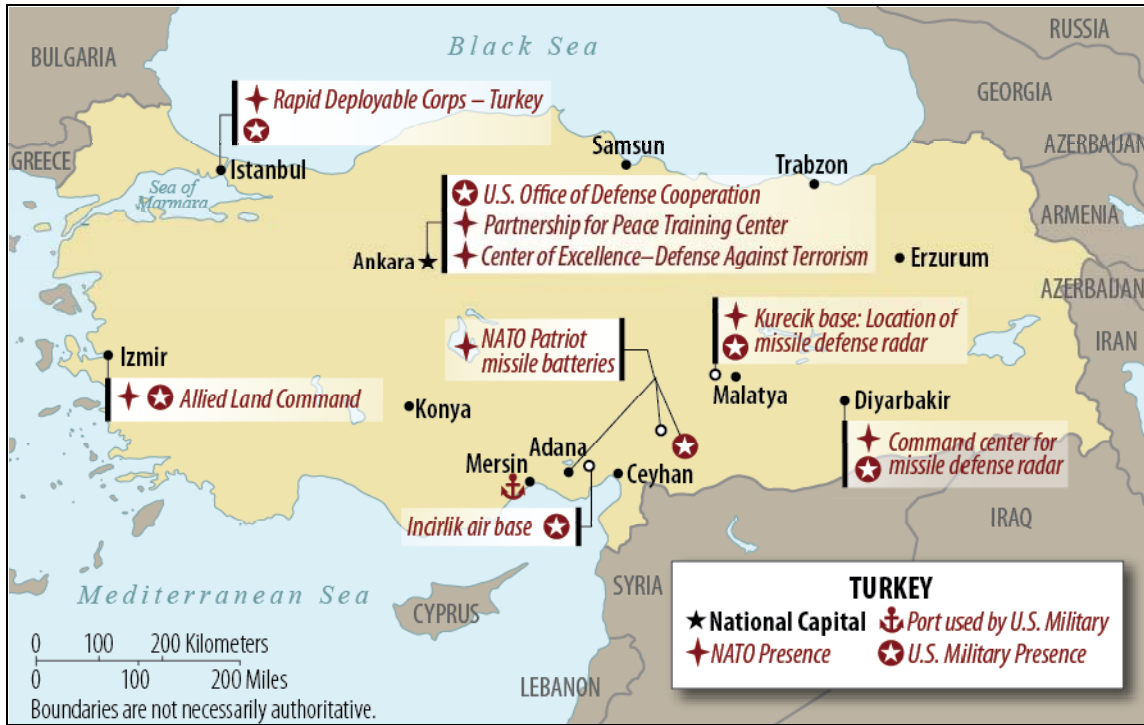 Black Sea
BULGARIA
RUSSIA
GEORGIA
Rapid Deployable Corps – Turkey
AZERBAIJAN
GREECE
Istanbul
Samsun
Trabzon
Sea of
Marmara
ARMENIA
U.S. Office of Defense Cooperation
Partnership for Peace Training Center
Center of Excellence–Defense Against Terrorism
Ankara
Erzurum
AZERBAIJAN
IRAN
NATO Patriot
missile batteries
Kurecik base: Location of
missile defense radar
Izmir
Allied Land Command
Konya
Malatya
Diyarbakir
Command center for
missile defense radar
Adana
Mersin
Ceyhan
Incirlik air base
IRAQ
SYRIA
Mediterranean Sea
CYPRUS
LEBANON
TURKEY
National Capital
Port used by U.S. Military
NATO Presence
U.S. Military Presence
0 100 200 Kilometers
0 100 200 Miles
Boundaries are not necessarily authoritative.